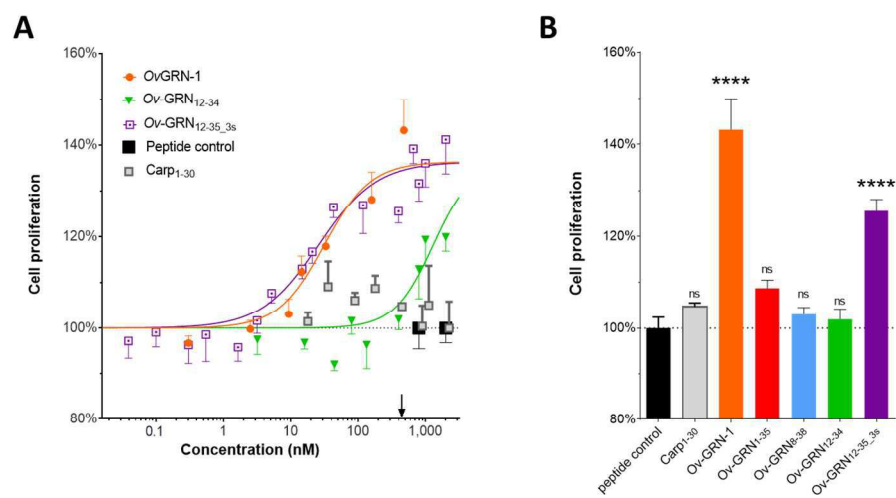 A
160%
140%
120%
100%
80%
Cell proliferation
OvGRN-1
Ov-GRN12-34
Ov-GRN12-35_3s
Peptide control
Carp1-30
0.1
1
10
100
1,000
Concentration (nM)
B
160%
140%
120%
100%
80%
Cell proliferation
ns
****
ns
ns
ns
****
peptide control
Carp1-30
Ov-GRN-1
Ov-GRN1-35
Ov-GRN8-38
Ov-GRN12-34
Ov-GRN12-35_3s